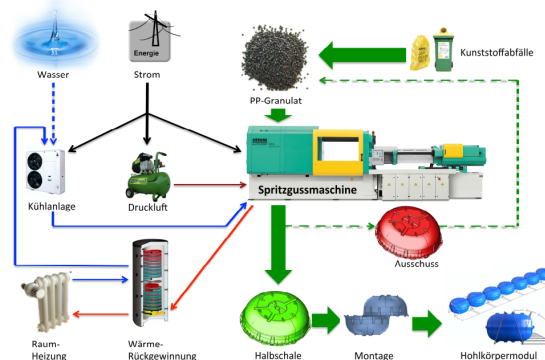 Energie
Wasser
Strom
PP-Granulat
Kunststoffabfälle
Kühlanlage
Druckluft
Spritzgussmaschine
Ausschuss
Raum-
Heizung
Wärme-
Rückgewinnung
Halbschale
Montage
Hohlkörpermodul